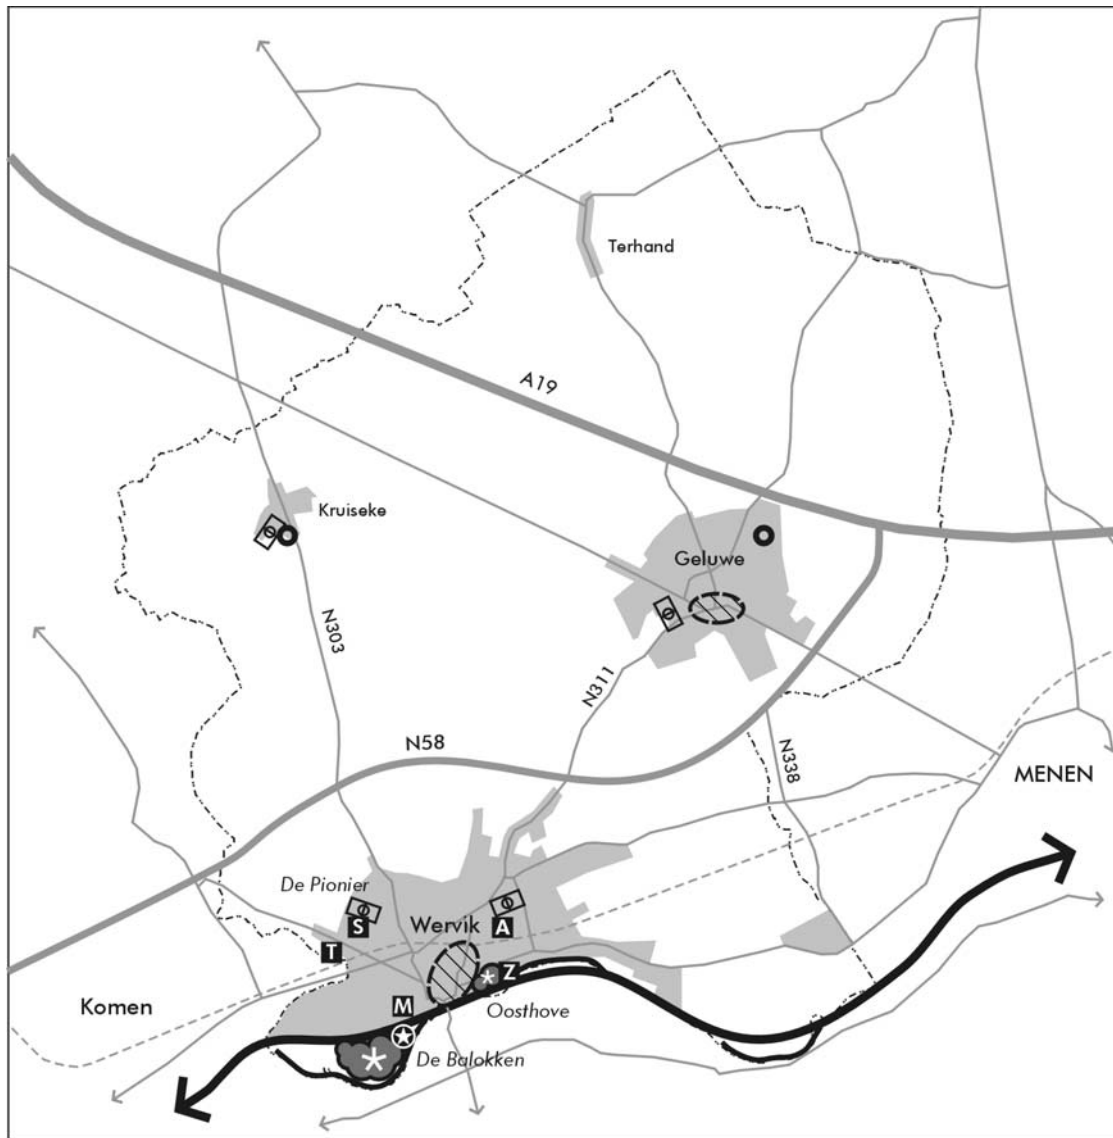 Terhand
A19
Kruiseke
Geluwe
N303
N311
N58
N338
MENEN
De Pionier
S
Wervik
A
T
Z
Komen
M
Oosthove
De Balokken